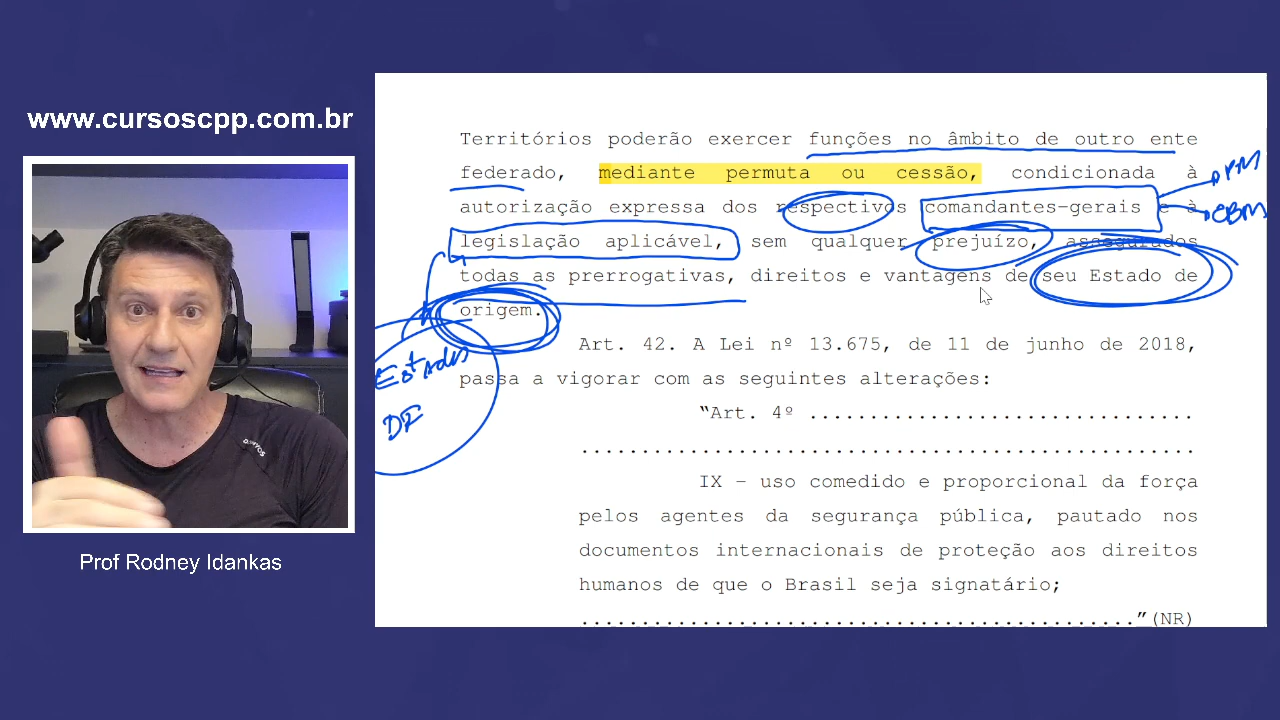 www.cursoscpp.com.br
Prof Rodney Idankas
Territórios poderão exercer funções no âmbito de outro ente
federado, mediante permuta ou cessão, condicionada à
autorização expressa dos respectivos comandantes-gerais e à
legislação aplicável, sem qualquer prejuízo, assegurados
todas as prerrogativas, direitos e vantagens de seu Estado de
origem.
PM
CBM
Estados
DF
Art. 42. A Lei nº 13.675, de 11 de junho de 2018,
passa a vigorar com as seguintes alterações:
“Art. 4º ................................
...................................................
IX – uso comedido e proporcional da força
pelos agentes da segurança pública, pautado nos
documentos internacionais de proteção aos direitos
humanos de que o Brasil seja signatário;
..............................................”(NR)